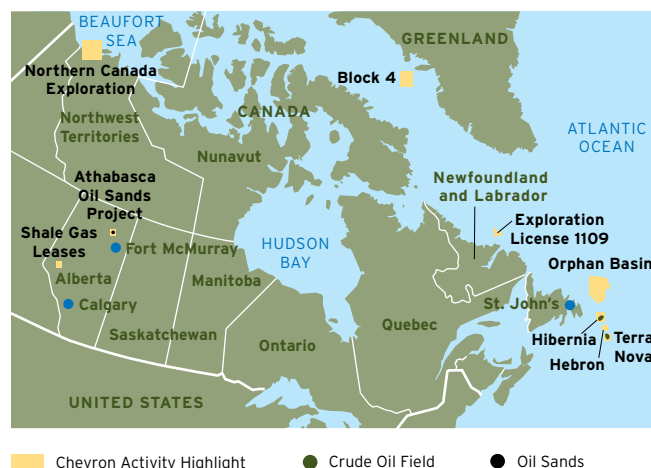 BEAUFORT
SEA
GREENLAND
Northern Canada
Exploration
Block 4
CANADA
Northwest
Territories
ATLANTIC
OCEAN
Nunavut
Athabasca
Oil Sands
Project
Newfoundland
and Labrador
Shale Gas
Leases
Exploration
License 1109
Fort McMurray
HUDSON
BAY
Orphan Basin
Alberta
Manitoba
Calgary
St. John's
Quebec
Saskatchewan
Ontario
Hibernia
Terra
Nova
Hebron
UNITED STATES
Chevron Activity Highlight
Crude Oil Field
Oil Sands